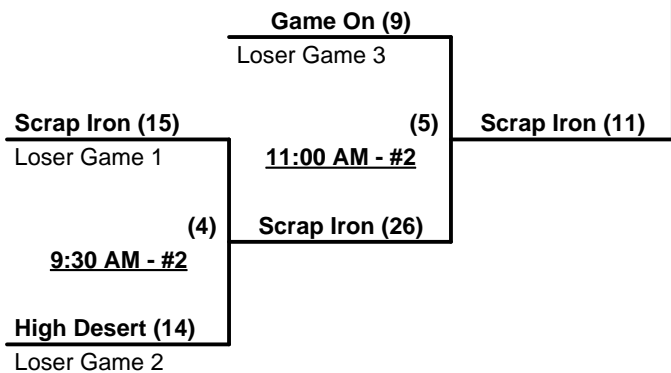 Game On (9)
Loser Game 3
Scrap Iron (15)
(5)
Scrap Iron (11)
Loser Game 1
11:00 AM - #2
(4)
Scrap Iron (26)
9:30 AM - #2
High Desert (14)
Loser Game 2